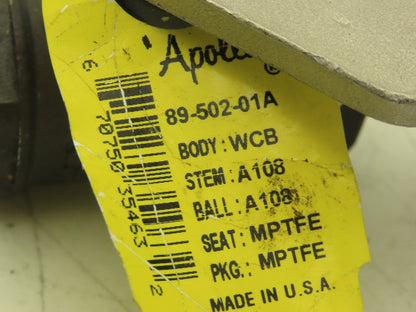 Apollo
®
89-502-01A
BODY: WCB
STEM: A108
BALL: A108
SEAT: MPTFE
PKG.: MPTFE
MADE IN U.S.A.
6 70750 35463 2